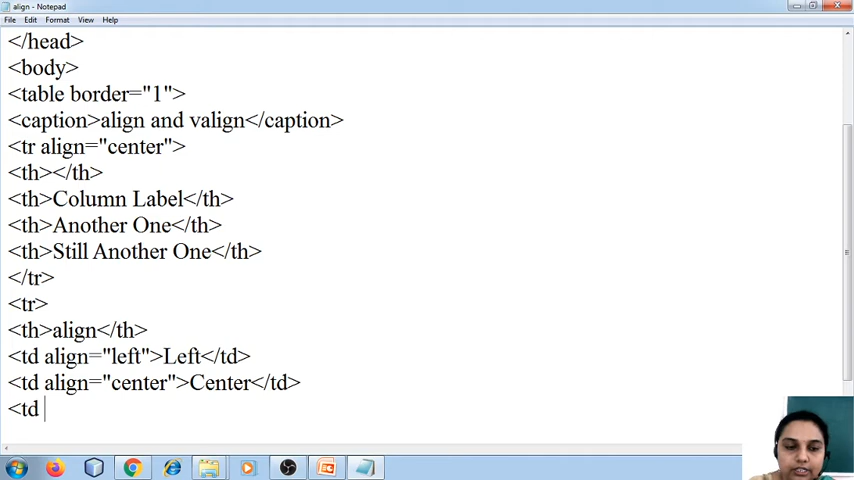 align - Notepad
File Edit Format View Help
</head>
<body>
<table border="1">
<caption>align and valign</caption>
<tr align="center">
<th></th>
<th>Column Label</th>
<th>Another One</th>
<th>Still Another One</th>
</tr>
<tr>
<th>align</th>
<td align="left">Left</td>
<td align="center">Center</td>
<td